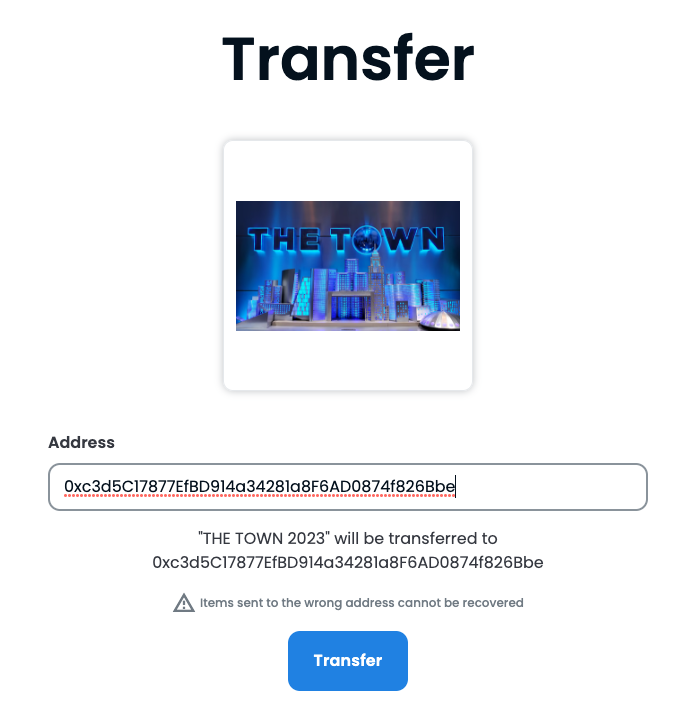 Transfer
THE TOWN
Address
0xc3d5C17877EfBD914a34281a8F6AD0874f826Bbe
"THE TOWN 2023" will be transferred to
0xc3d5C17877EfBD914a34281a8F6AD0874f826Bbe
Items sent to the wrong address cannot be recovered
Transfer